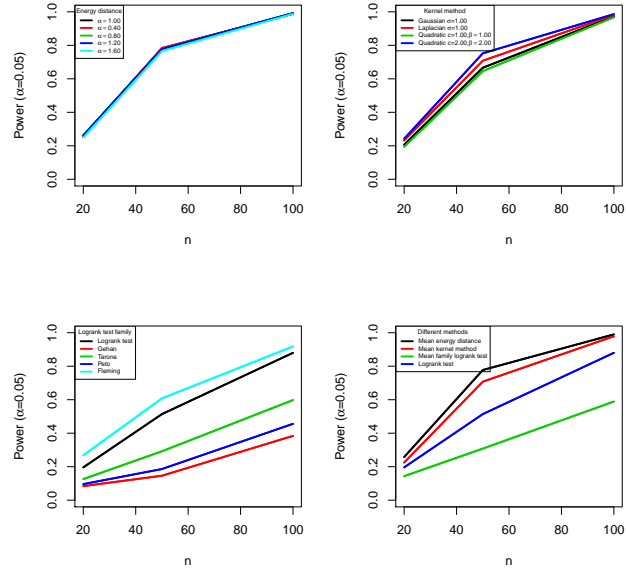 Energy distance
α = 1.00
α = 0.40
α = 0.80
α = 1.20
α = 1.60
Power (α=0.05)
0.0 0.2 0.4 0.6 0.8 1.0
20 40 60 80 100
n
Kernel method
Gaussian σ=1.00
Laplacian σ=1.00
Quadratic c=1.00,β = 1.00
Quadratic c=2.00,β = 2.00
Power (α=0.05)
0.0 0.2 0.4 0.6 0.8 1.0
20 40 60 80 100
n
Logrank test family
Logrank test
Gehan
Tarone
Peto
Fleming
Power (α=0.05)
0.0 0.2 0.4 0.6 0.8 1.0
20 40 60 80 100
n
Different methods
Mean energy distance
Mean kernel method
Mean family logrank test
Logrank test
Power (α=0.05)
0.0 0.2 0.4 0.6 0.8 1.0
20 40 60 80 100
n